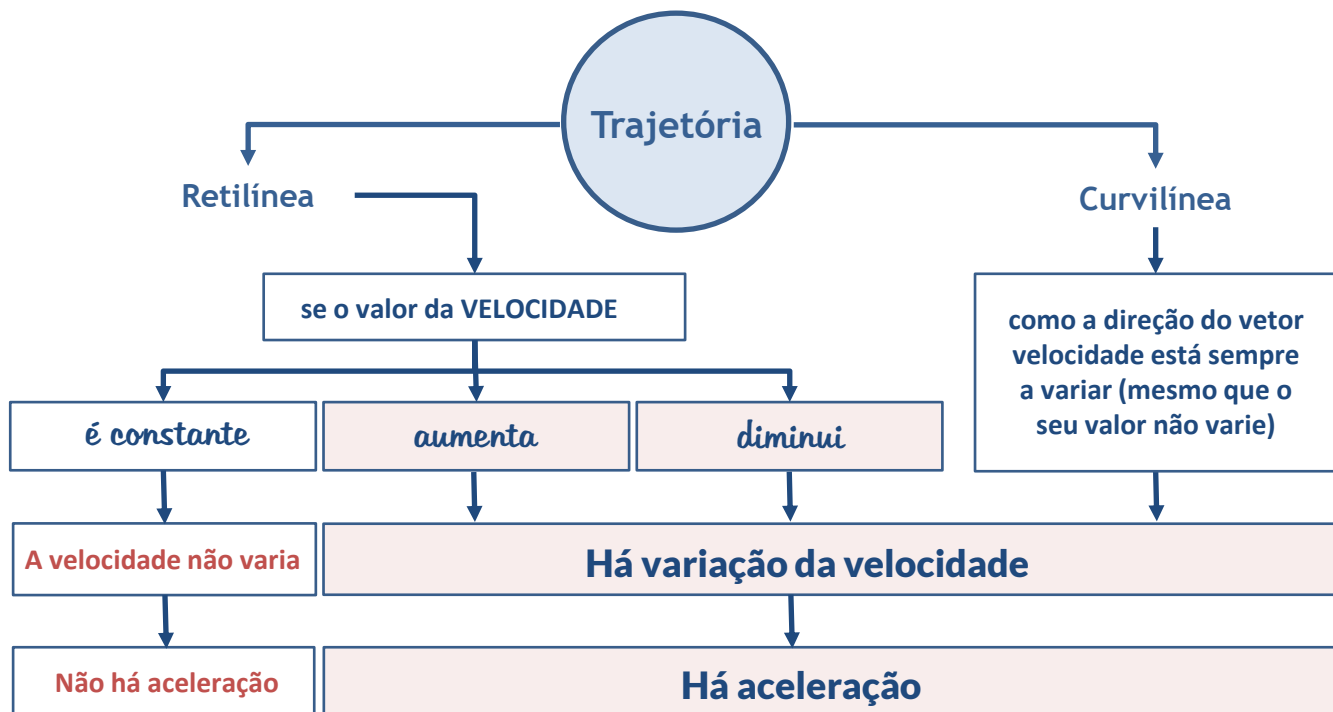 Trajetória
Retilínea
Curvilínea
se o valor da VELOCIDADE
como a direção do vetor
velocidade está sempre
a variar (mesmo que o
seu valor não varie)
é constante
aumenta
diminui
A velocidade não varia
Há variação da velocidade
Não há aceleração
Há aceleração